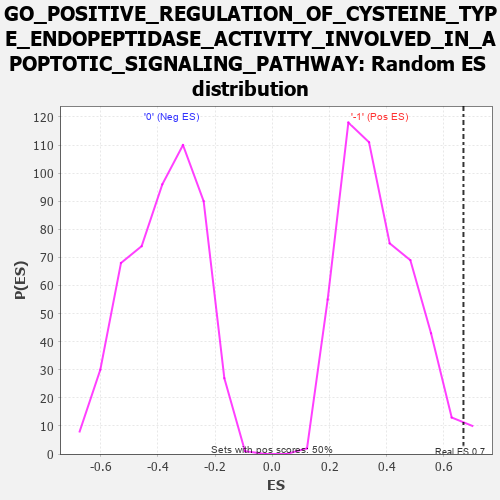 GO_POSITIVE_REGULATION_OF_CYSTEINE_TYP
E_ENDOPEPTIDASE_ACTIVITY_INVOLVED_IN_A
POPTOTIC_SIGNALING_PATHWAY: Random ES
distribution
'0' (Neg ES)
'-1' (Pos ES)
120
110
100
90
80
70
60
50
40
30
20
10
0
P(ES)
Sets with pos scores: 50%
Real ES 0.7
-0.6
-0.4
-0.2
0.0
0.2
0.4
0.6
ES